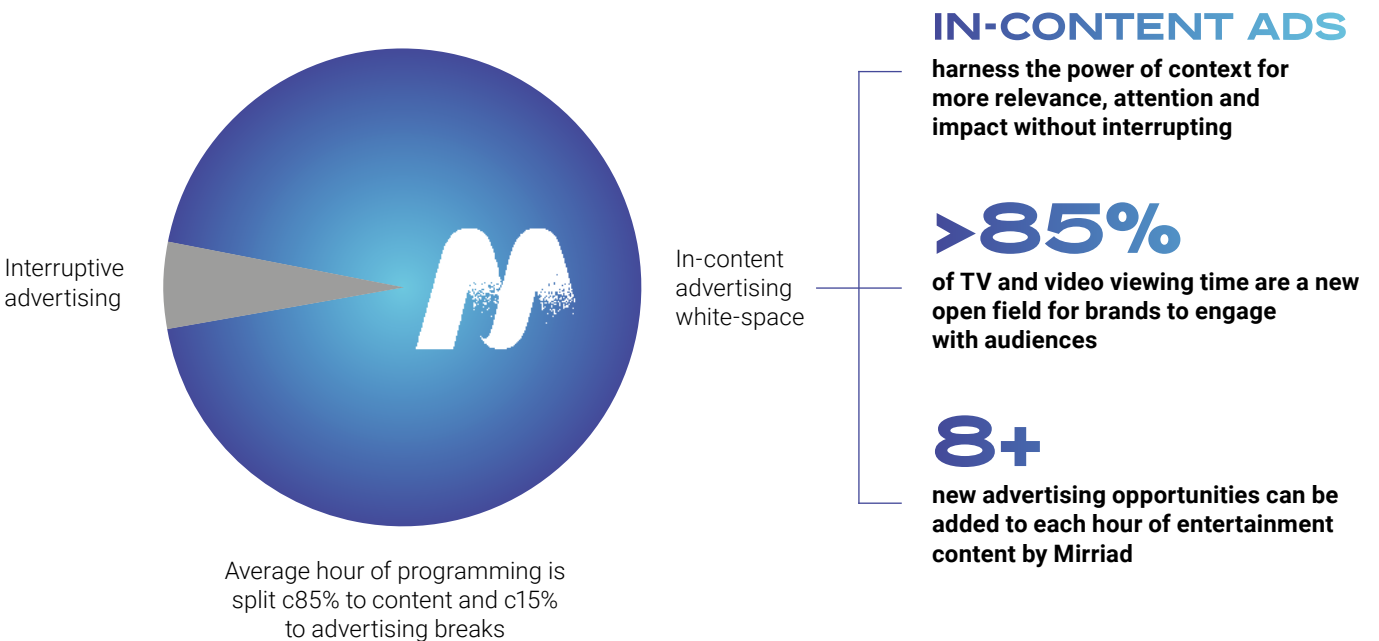 Interruptive
advertising
Average hour of programming is
split c85% to content and c15%
to advertising breaks
In-content
advertising
white-space
IN-CONTENT ADS
harness the power of context for
more relevance, attention and
impact without interrupting
>85%
of TV and video viewing time are a new
open field for brands to engage
with audiences
8+
new advertising opportunities can be
added to each hour of entertainment
content by Mirriad